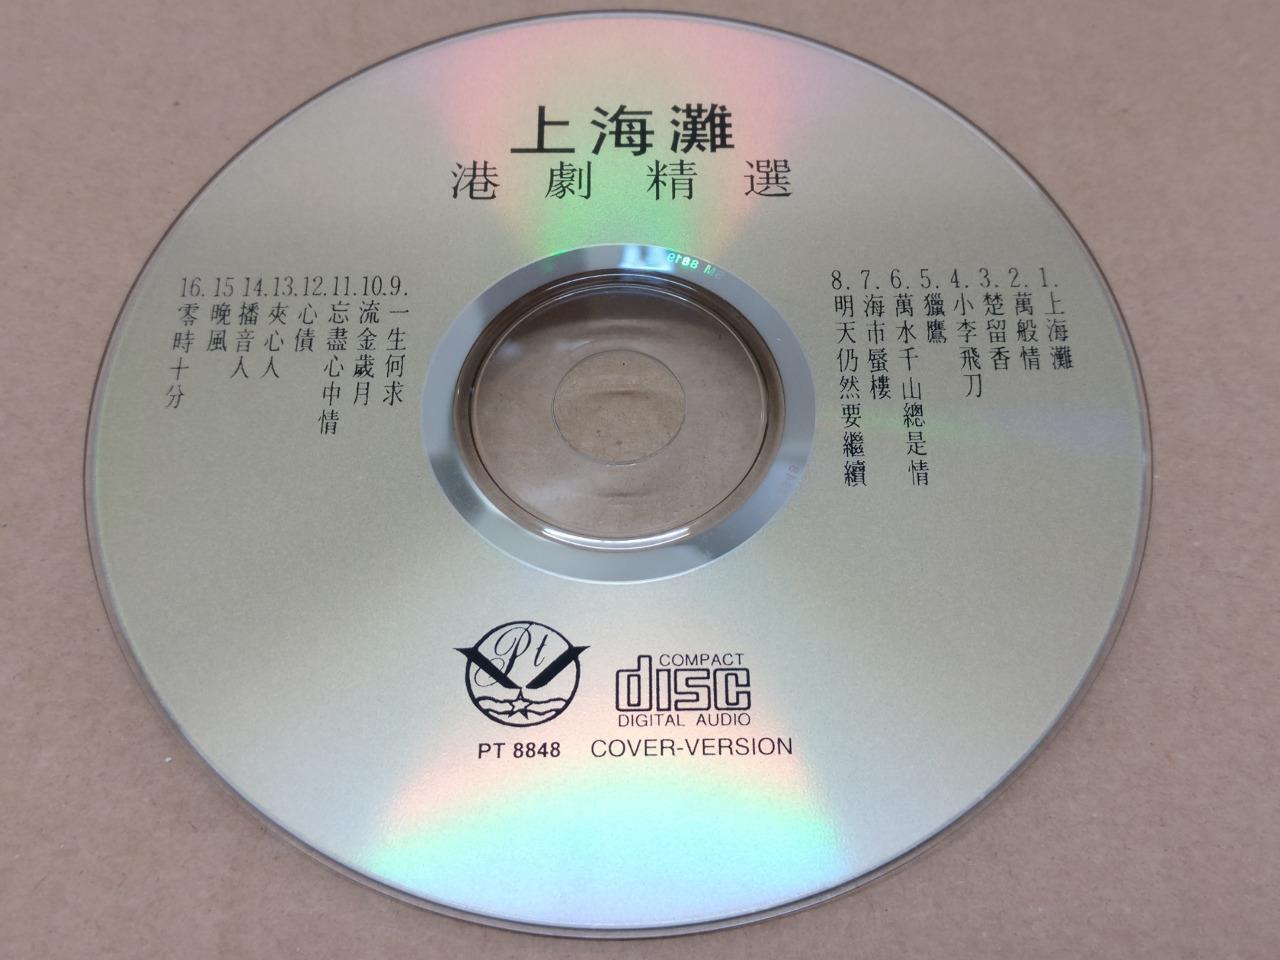 上海灘
港劇精選
1. 上海灘
2. 萬般情
3. 楚留香
4. 小李飛刀
5. 獵鷹
6. 萬水千山總是情
7. 海市蜃樓
8. 明天仍然要繼續
9. 一生何求
10. 流金歲月
11. 忘盡心中情
12. 心債
13. 夾心人
14. 播音人
15 晚風
16. 零時十分
Pt
COMPACT
disc
DIGITAL AUDIO
PT 8848 COVER-VERSION